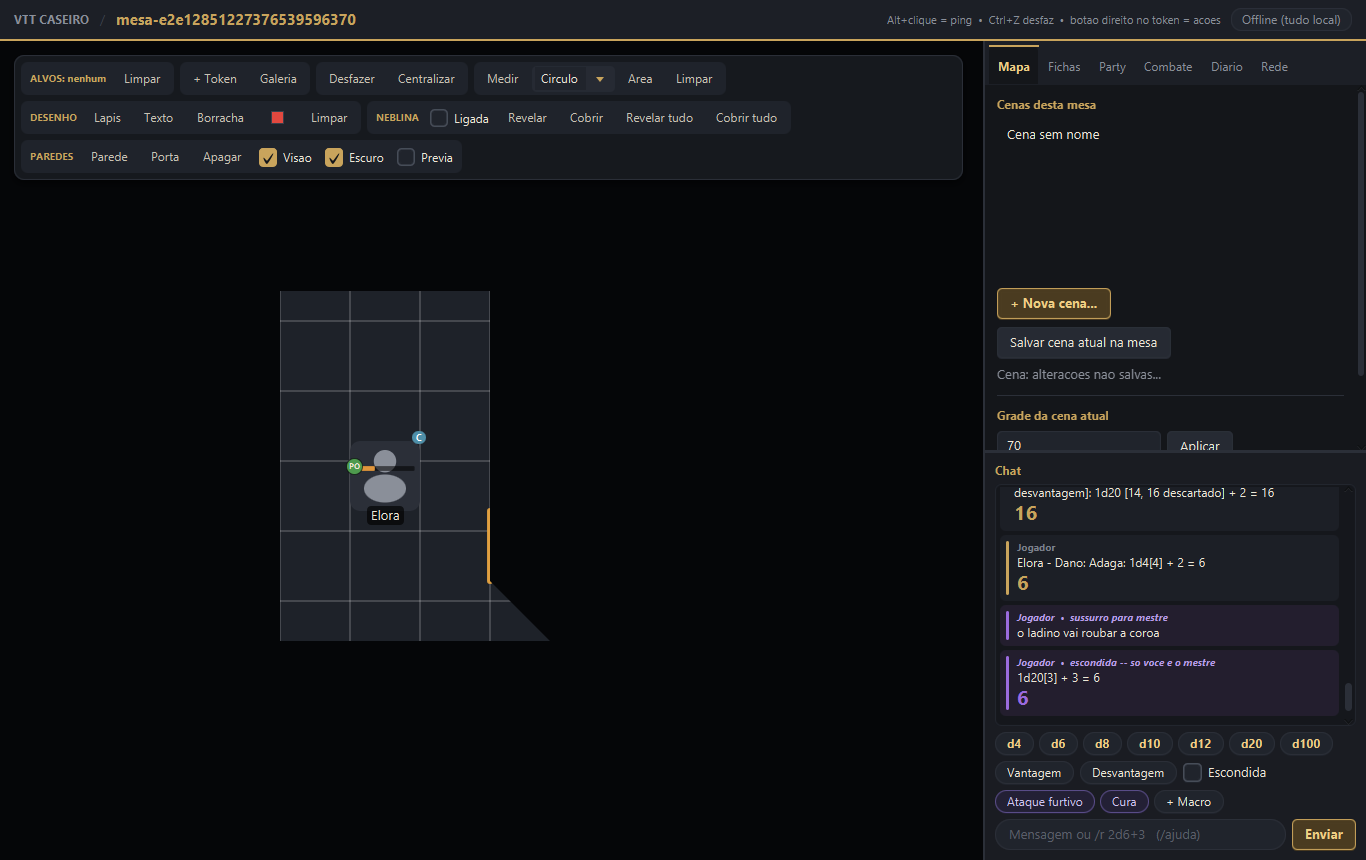 VTT CASEIRO / mesa-e2e12851227376539596370
Alt+clique = ping • Ctrl+Z desfaz • botao direito no token = acoes
Offline (tudo local)
ALVOS: nenhum Limpar + Token Galeria Desfazer Centralizar Medir Circulo Area Limpar
DESENHO Lapis Texto Borracha Limpar NEBLINA Ligada Revelar Cobrir Revelar tudo Cobrir tudo
PAREDES Parede Porta Apagar Visao Escuro Previa
C
PO
Elora
Mapa Fichas Party Combate Diario Rede
Cenas desta mesa
Cena sem nome
+ Nova cena...
Salvar cena atual na mesa
Cena: alteracoes nao salvas...
Grade da cena atual
70 Aplicar
Chat
desvantagem]: 1d20 [14, 16 descartado] + 2 = 16
16
Jogador
Elora - Dano: Adaga: 1d4[4] + 2 = 6
6
Jogador • sussurro para mestre
o ladino vai roubar a coroa
Jogador • escondida -- so voce e o mestre
1d20[3] + 3 = 6
6
d4 d6 d8 d10 d12 d20 d100
Vantagem Desvantagem Escondida
Ataque furtivo Cura + Macro
Mensagem ou /r 2d6+3 (/ajuda) Enviar